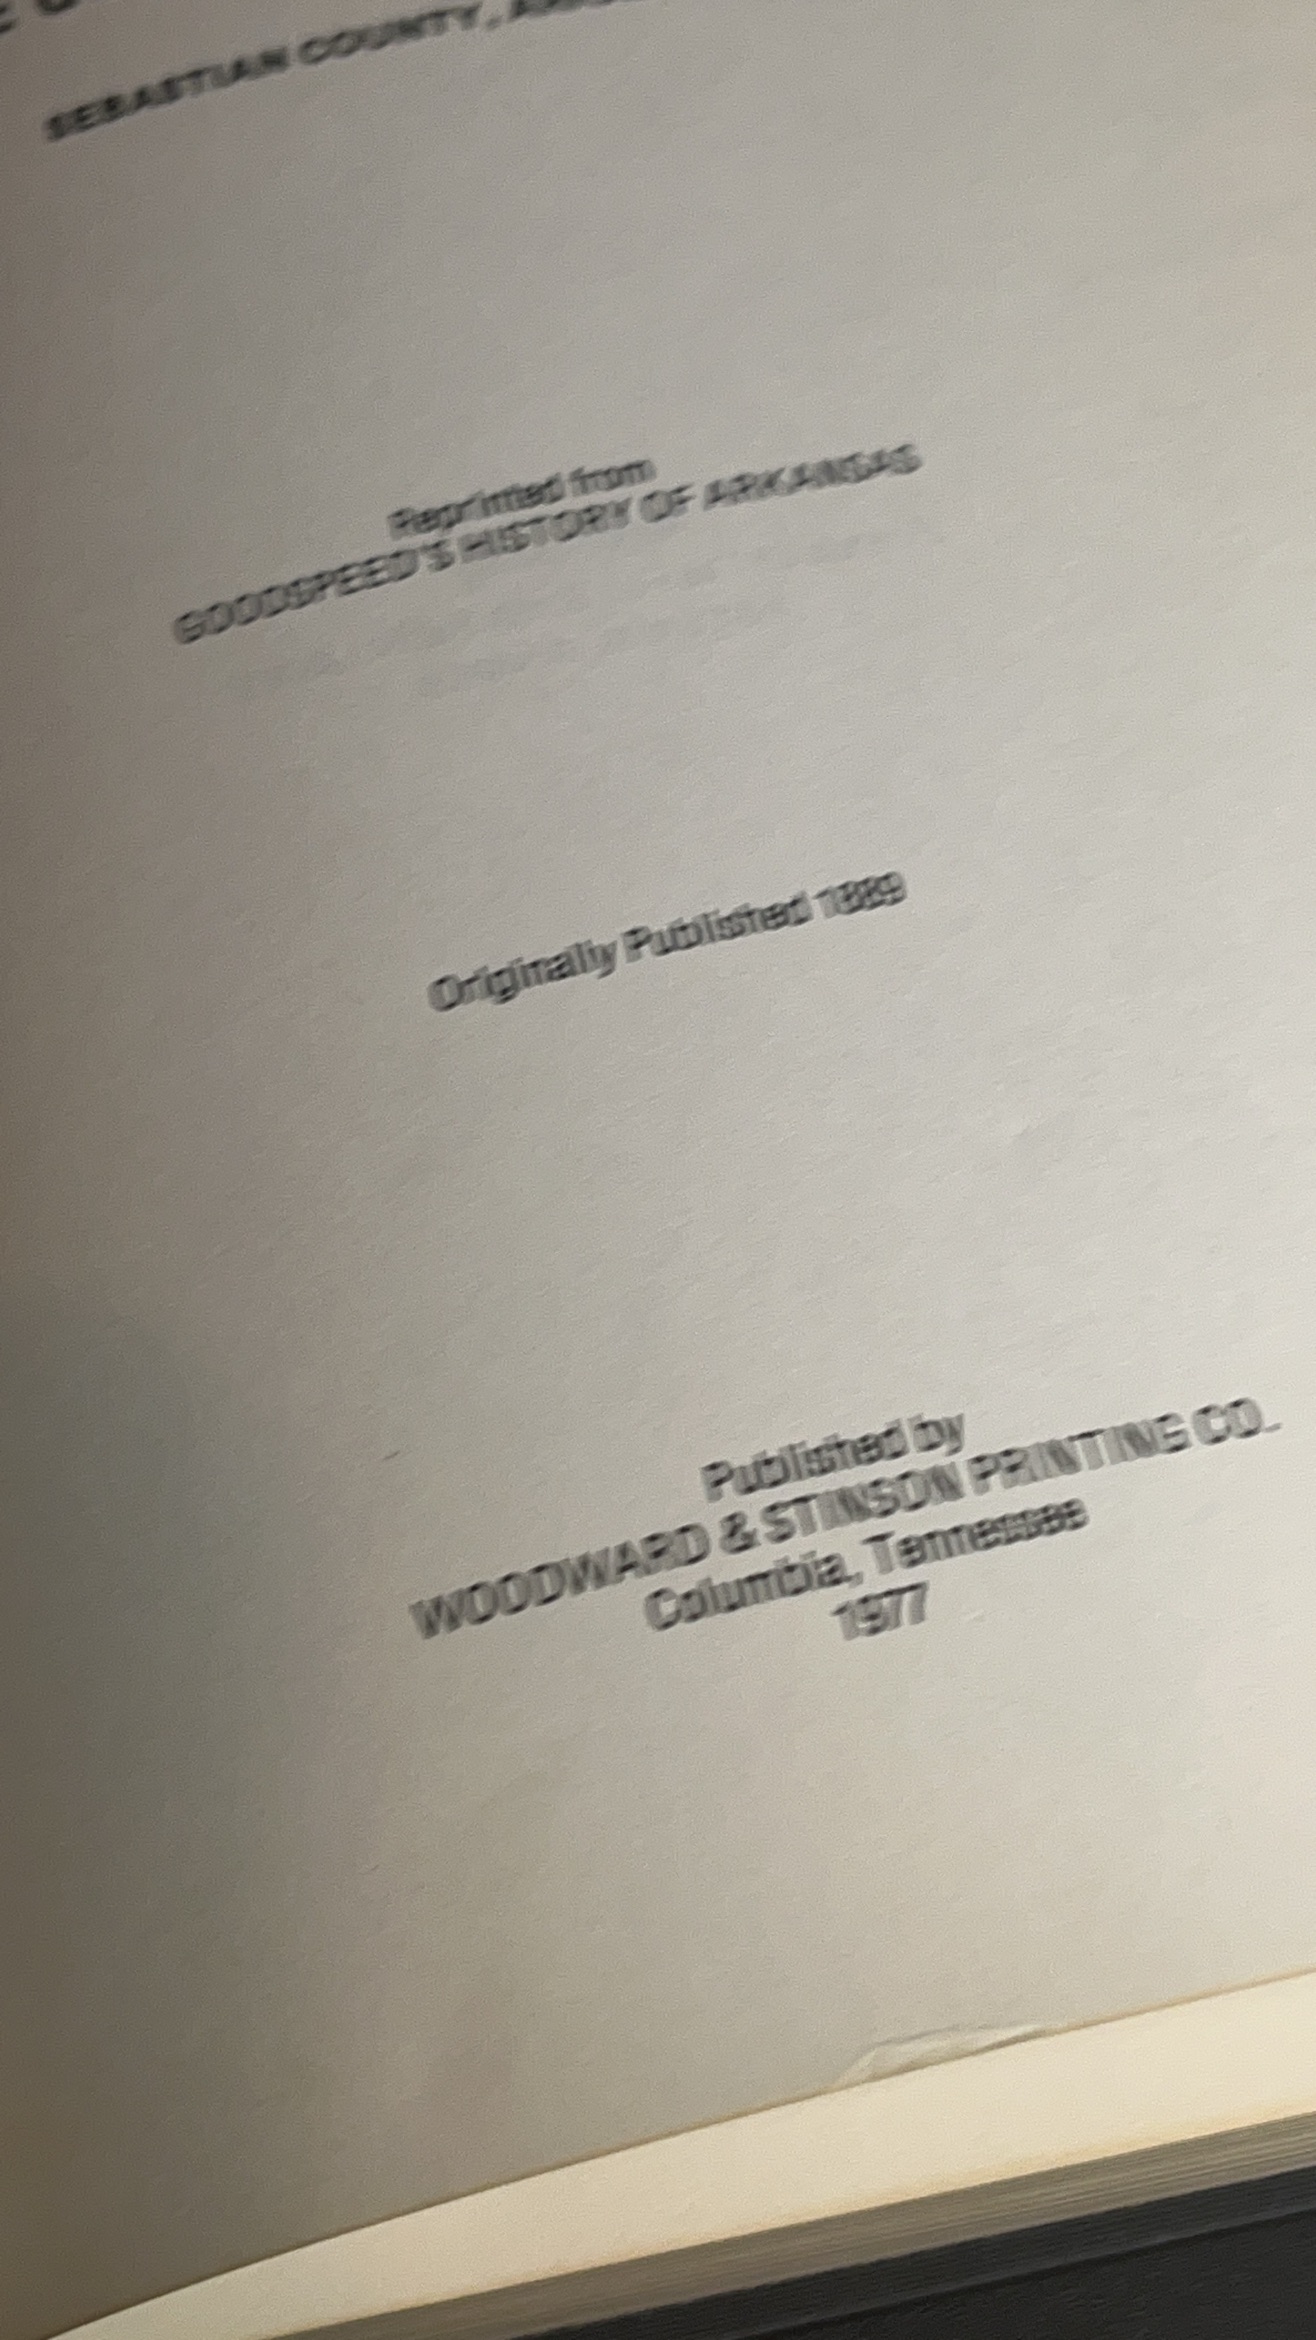 SEBASTIAN COUNTY,
Reprinted from
GOODSPEED'S HISTORY OF ARKANSAS
Originally Published 1889
Published by
WOODWARD & STINSON PRINTING CO.
Columbia, Tennessee
1977